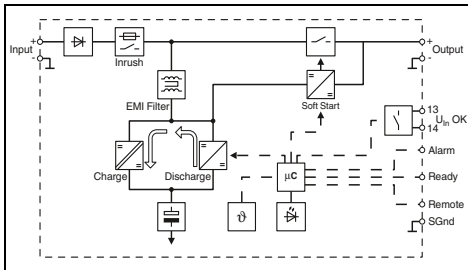 Input
+
-
Inrush
+
-
Output
EMI Filter
Soft Start
13
14
Uin OK
Charge
Discharge
µC
ϑ
Alarm
Ready
Remote
SGnd